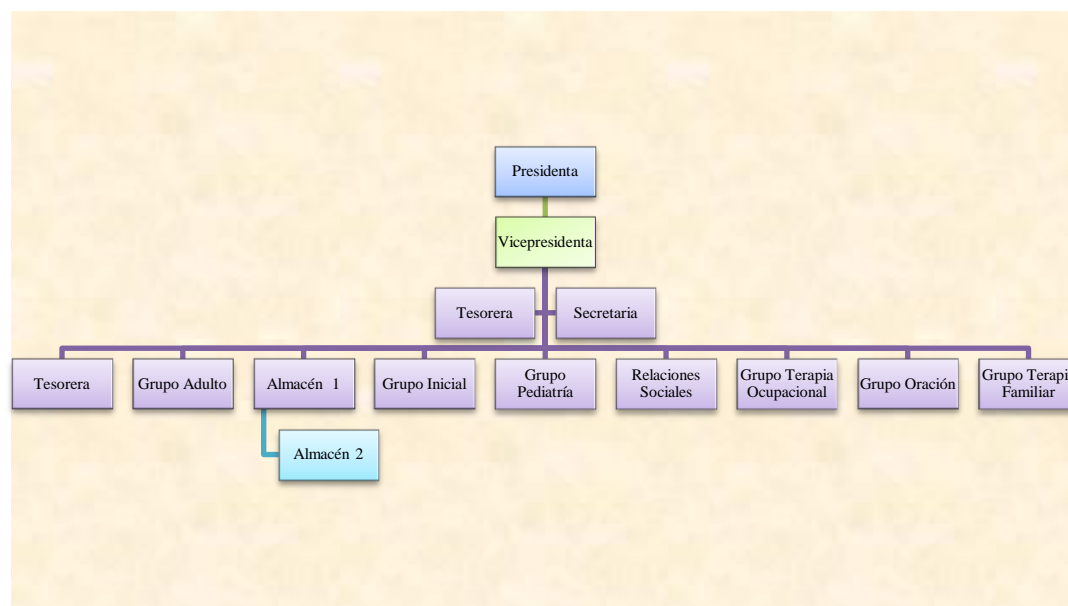 Presidenta
Vicepresidenta
Tesorera
Secretaria
Tesorera
Grupo Adulto
Almacén 1
Grupo Inicial
Grupo
Pediatría
Relaciones
Sociales
Grupo Terapia
Ocupacional
Grupo Oración
Grupo Terapi
Familiar
Almacén 2